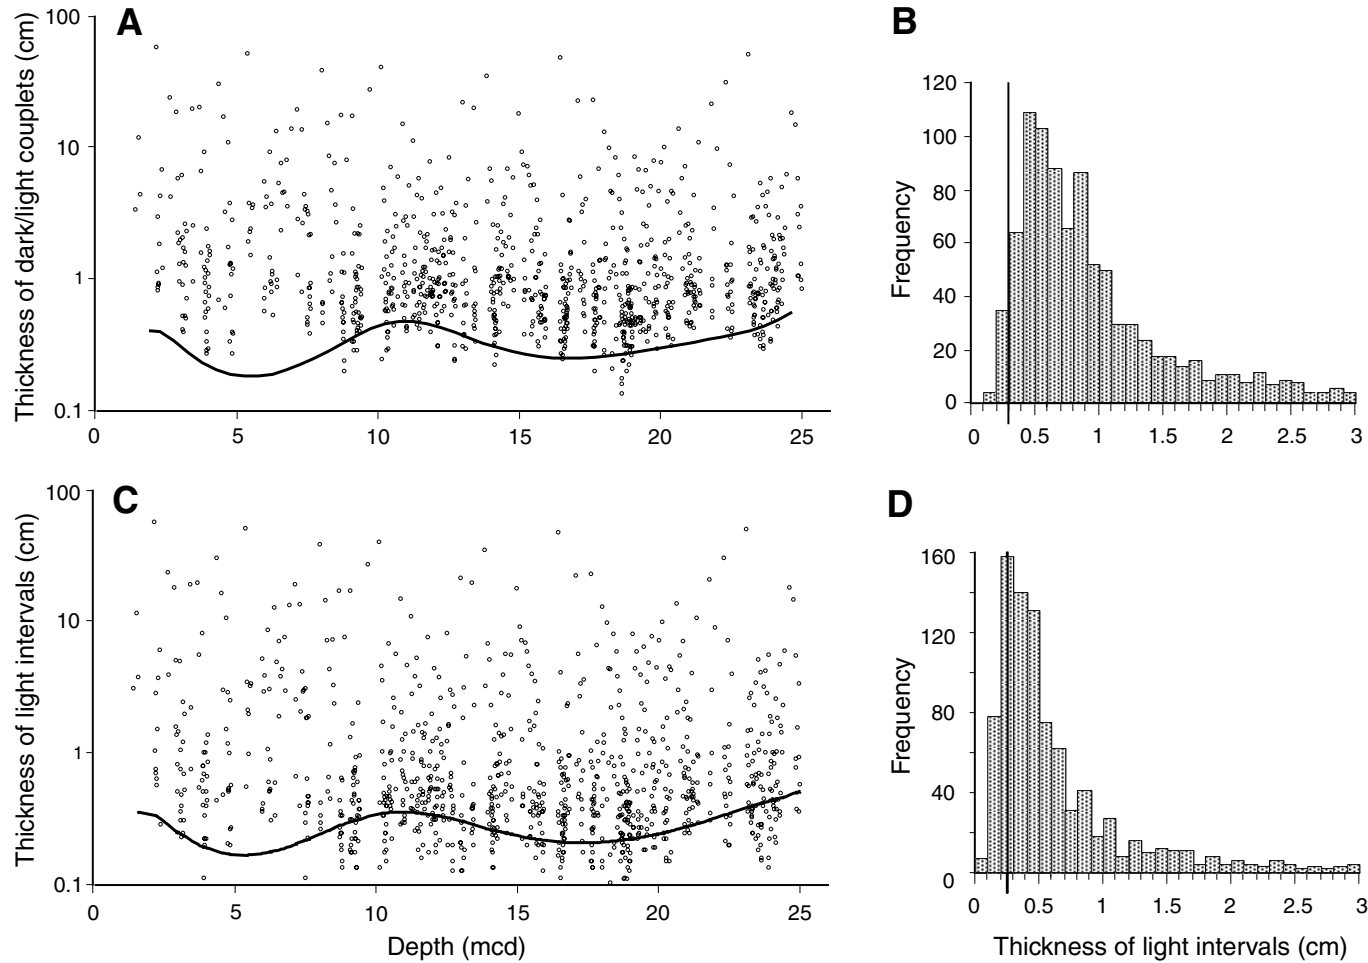 A
Thickness of dark/light couplets (cm)
100
10
1
0.1
0 5 10 15 20 25
B
Frequency
120
100
80
60
40
20
0
0 0.5 1 1.5 2 2.5 3
C
Thickness of light intervals (cm)
100
10
1
0.1
0 5 10 15 20 25
Depth (mcd)
D
Frequency
160
120
80
40
0
0 0.5 1 1.5 2 2.5 3
Thickness of light intervals (cm)